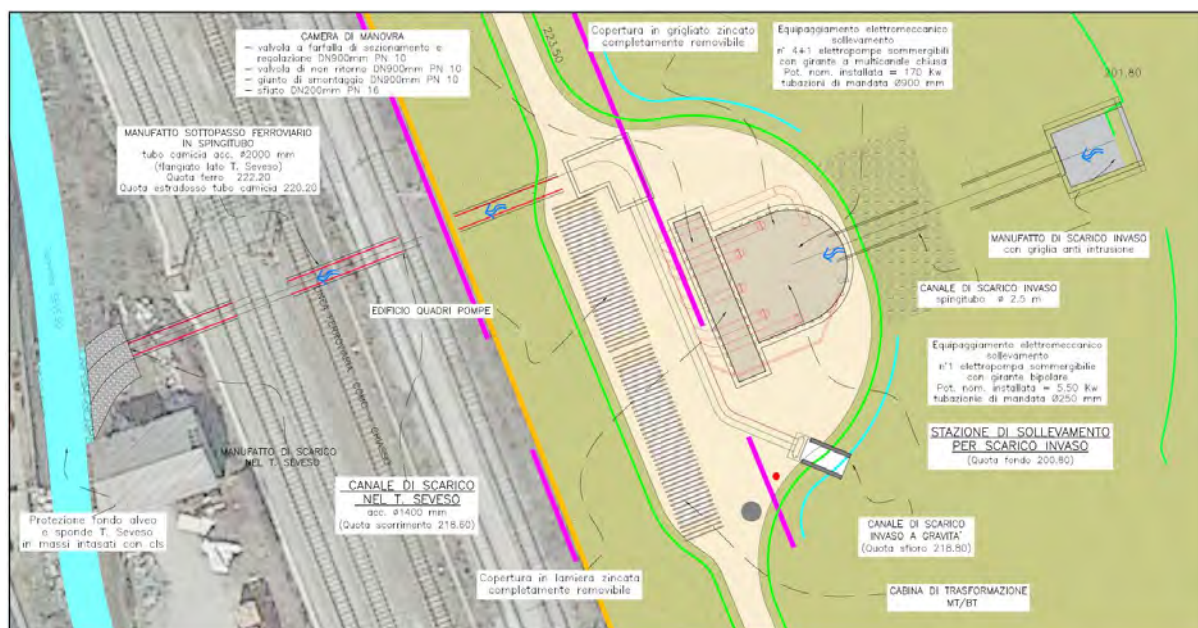 CAMERA DI MANOVRA
– valvola a farfalla di sezionamento e
regolazione DN900mm PN 10
– valvola di non ritorno DN900mm PN 10
– giunto di smontaggio DN900mm PN 10
– sfiato DN200mm PN 16
223.50
Copertura in grigliato zincato
completamente removibile
Equipaggiamento elettromeccanico
sollevamento
n° 4+1 elettropompe sommergibili
con girante a multicanale chiusa
Pot. nom. installata = 170 Kw
tubazioni di mandata Ø900 mm
201.80
MANUFATTO SOTTOPASSO FERROVIARIO
IN SPINGITUBO
tubo camicia acc. Ø2000 mm
(flangiato lato T. Seveso)
Quota ferro 222.20
Quota estradosso tubo camicia 220.20
MANUFATTO DI SCARICO INVASO
con griglia anti intrusione
CANALE DI SCARICO INVASO
spingitubo ø 2.5 m
EDIFICIO QUADRI POMPE
Equipaggiamento elettromeccanico
sollevamento
n°1 elettropompa sommergibilie
con girante bipolare
Pot. nom. installata = 5.50 Kw
tubazionie di mandata Ø250 mm
STAZIONE DI SOLLEVAMENTO
PER SCARICO INVASO
(Quota fondo 200.80)
MANUFATTO DI SCARICO
NEL T. SEVESO
CANALE DI SCARICO
NEL T. SEVESO
acc. ø1400 mm
(Quota scorrimento 218.60)
Protezione fondo alveo
e sponde T. Seveso
in massi intasati con cls
CANALE DI SCARICO
INVASO A GRAVITA'
(Quota sfioro 218.80)
Copertura in lamiera zincata
completamente removibile
CABINA DI TRASFORMAZIONE
MT/BT